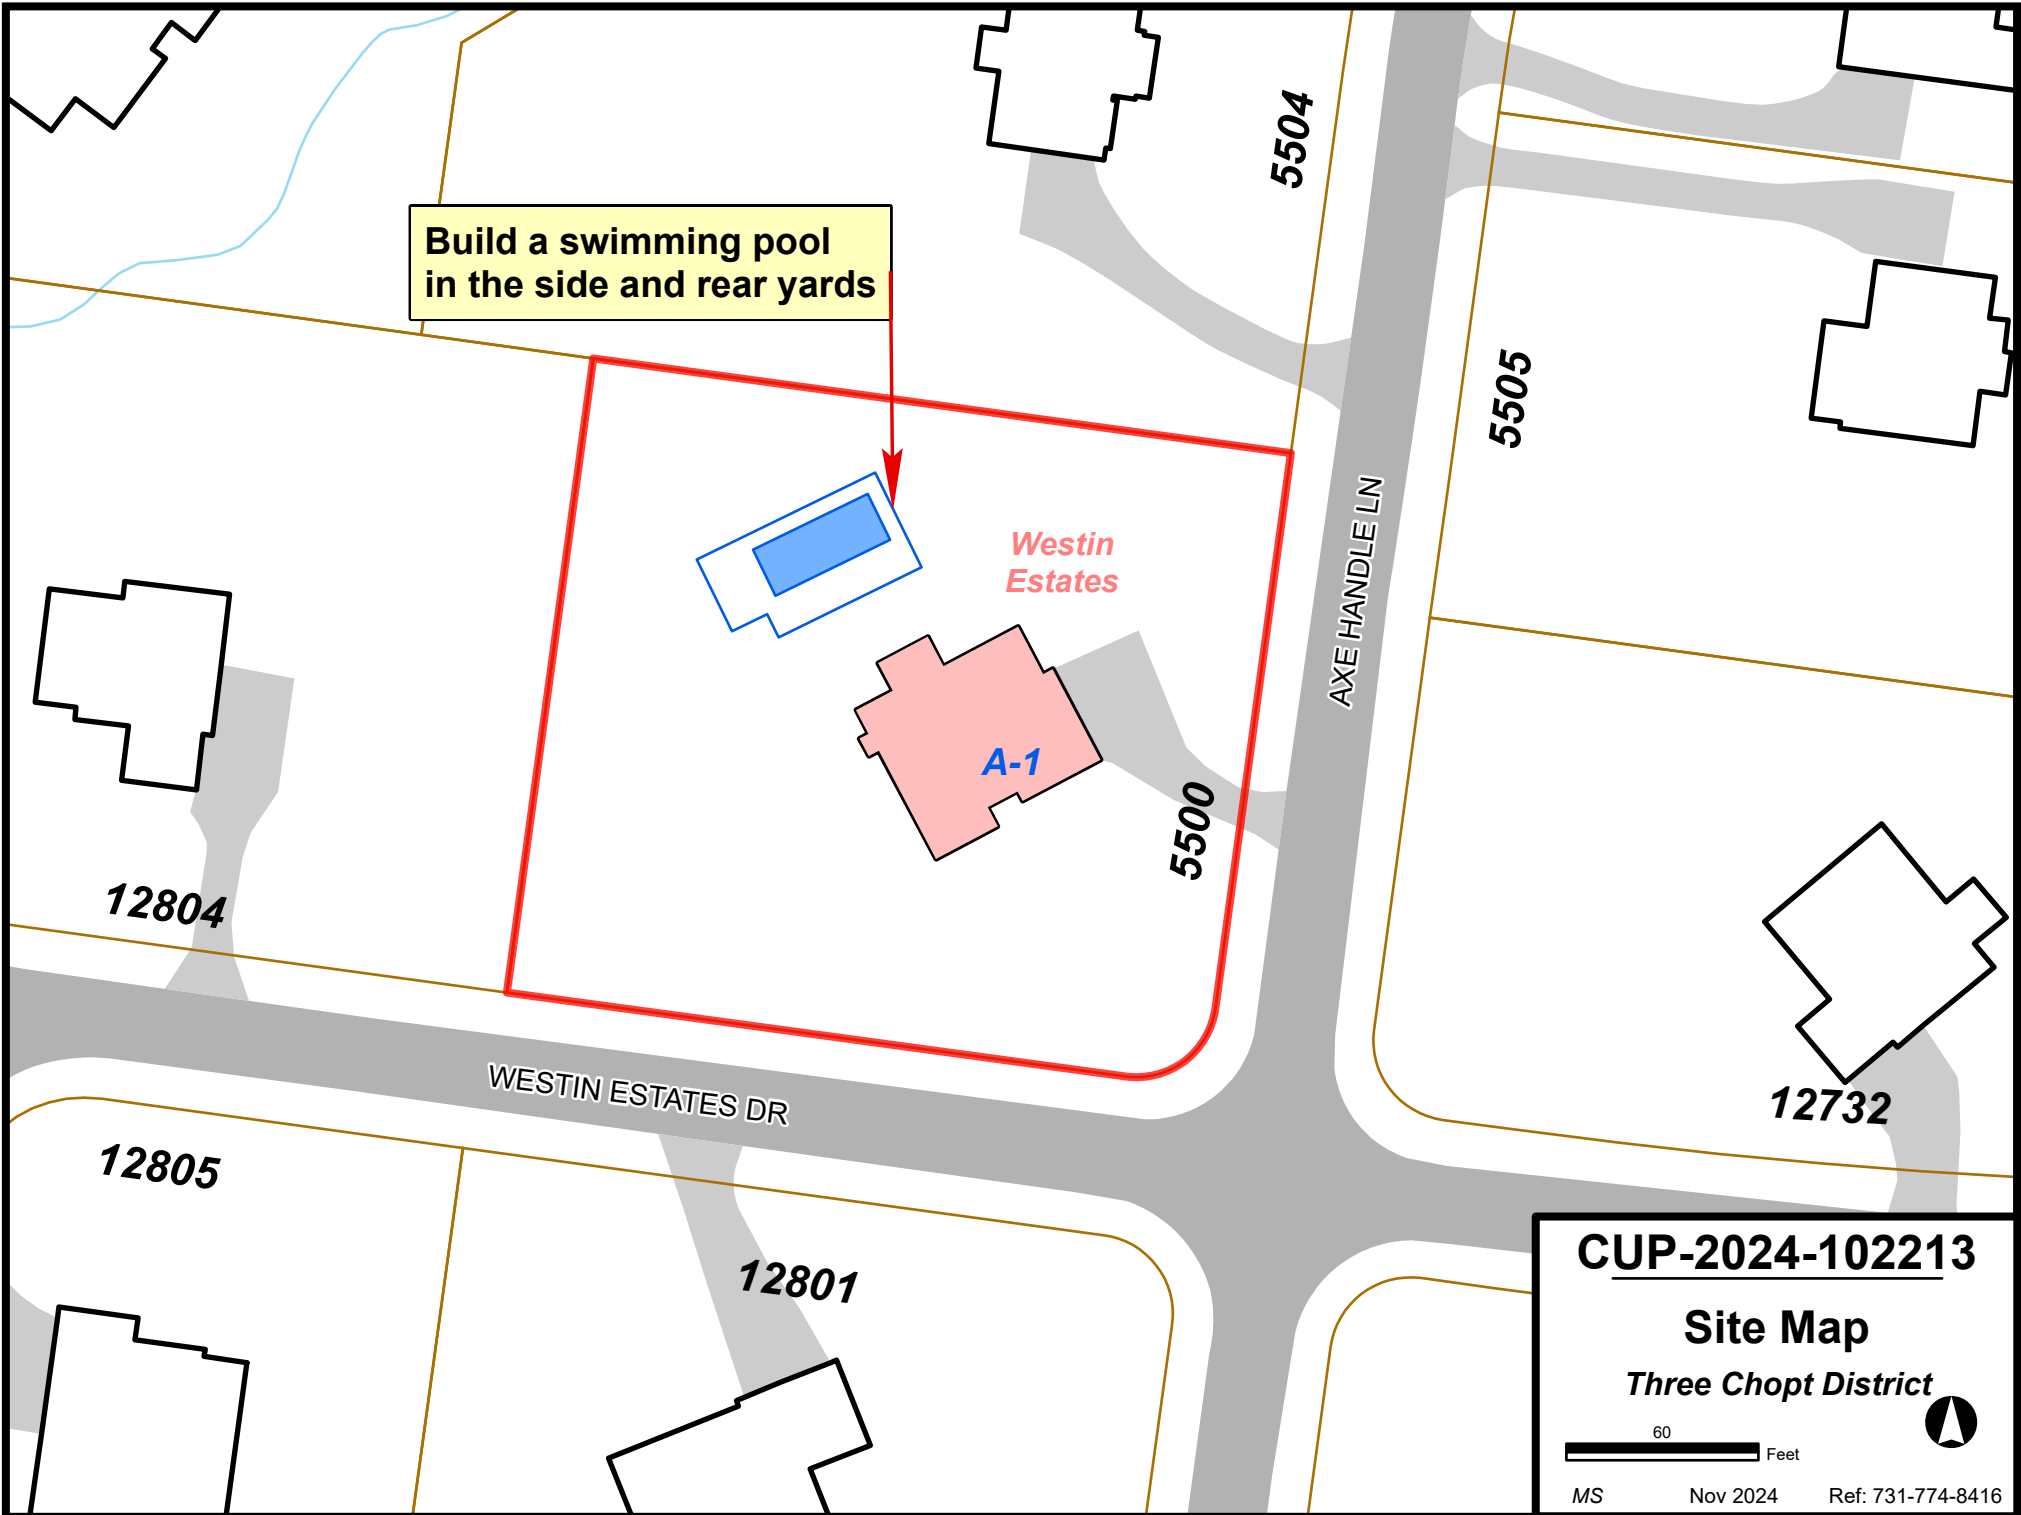 5504
Build a swimming pool
in the side and rear yards
5505
Westin
Estates
AXE HANDLE LN
A-1
5500
12804
WESTIN ESTATES DR
12732
12805
12801
CUP-2024-102213
Site Map
Three Chopt District
60
Feet
MS Nov 2024 Ref: 731-774-8416